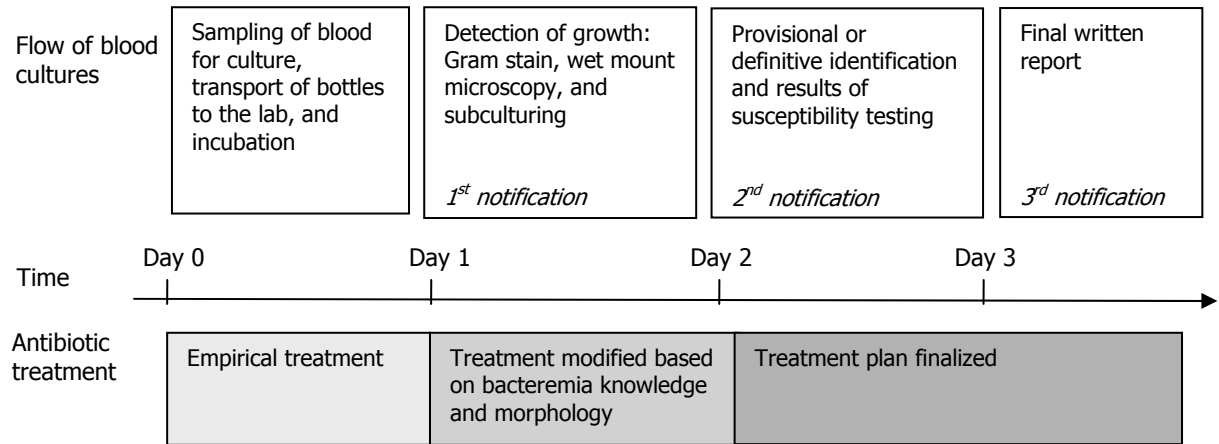 Flow of blood
cultures
Sampling of blood
for culture,
transport of bottles
to the lab, and
incubation
Detection of growth:
Gram stain, wet mount
microscopy, and
subculturing
1st notification
Provisional or
definitive identification
and results of
susceptibility testing
2nd notification
Final written
report
3rd notification
Time
Day 0
Day 1
Day 2
Day 3
Antibiotic
treatment
Empirical treatment
Treatment modified based
on bacteremia knowledge
and morphology
Treatment plan finalized